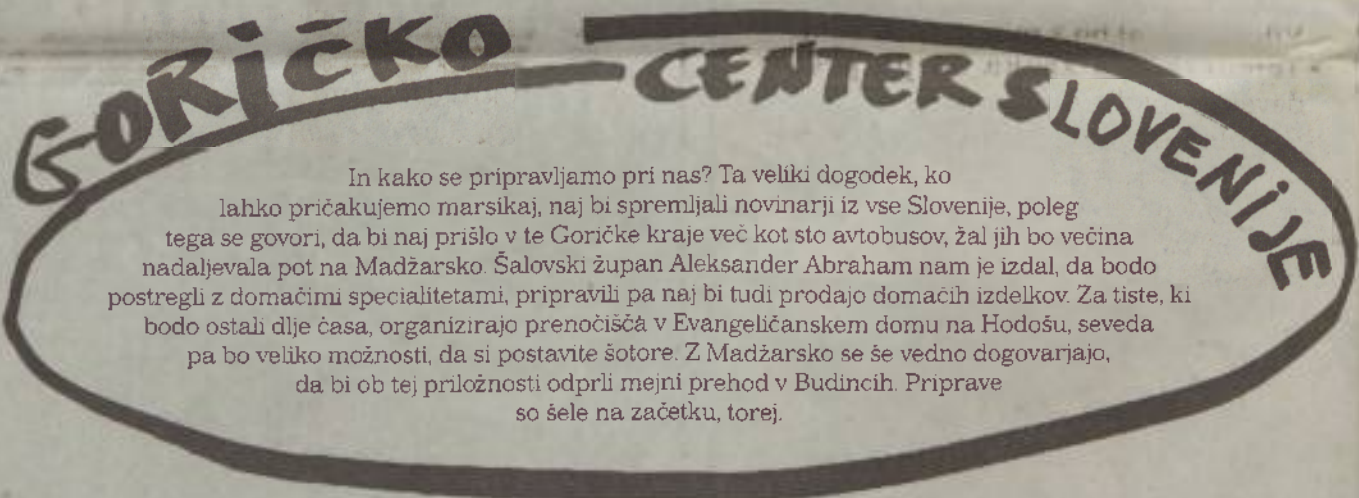 GORIČKO
CENTER SLOVENIJE
In kako se pripravljamo pri nas? Ta veliki dogodek, ko
lahko pričakujemo marsikaj, naj bi spremljali novinarji iz vse Slovenije, poleg
tega se govori, da bi naj prišlo v te Goričke kraje več kot sto avtobusov, žal jih bo večina
nadaljevala pot na Madžarsko. Šalovski župan Aleksander Abraham nam je izdal, da bodo
postregli z domačimi specialitetami, pripravili pa naj bi tudi prodajo domačih izdelkov. Za tiste, ki
bodo ostali dlje časa, organizirajo prenočišča v Evangeličanskem domu na Hodošu, seveda
pa bo veliko možnosti, da si postavite šotore. Z Madžarsko se še vedno dogovarjajo,
da bi ob tej priložnosti odprli mejni prehod v Budincih. Priprave
so šele na začetku, torej.